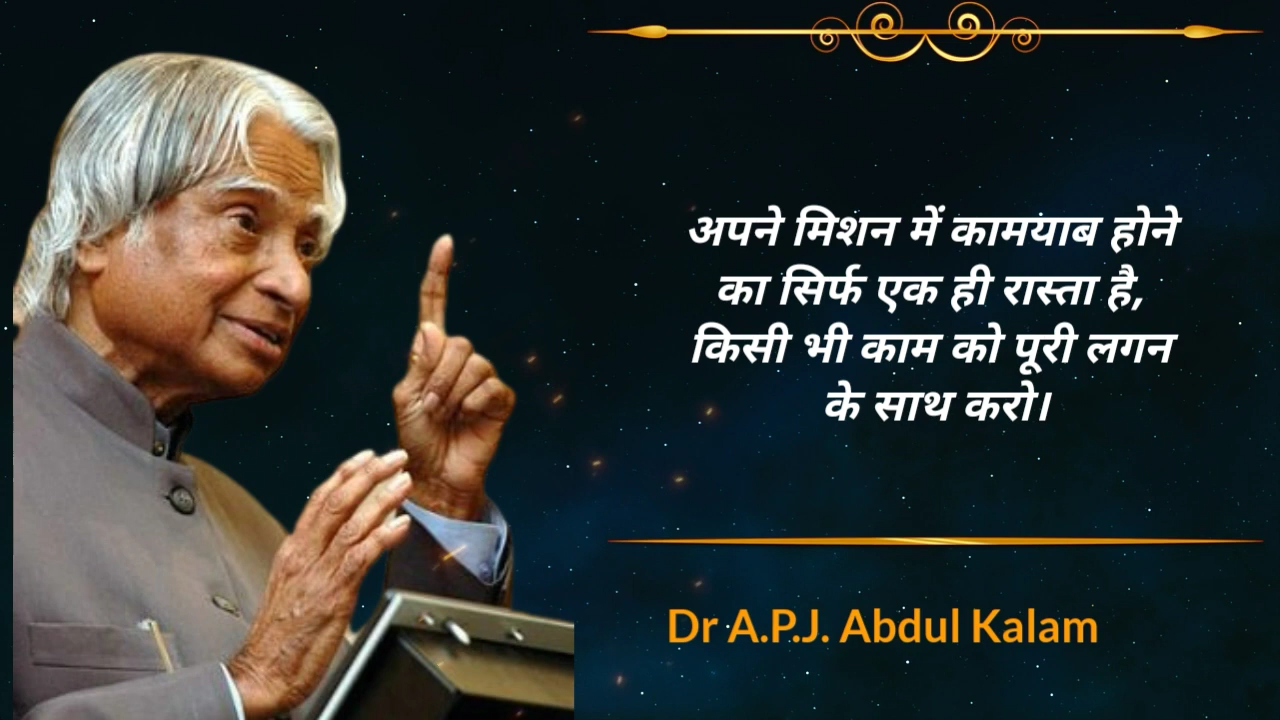 अपने मिशन में कामयाब होने
का सिर्फ एक ही रास्ता है,
किसी भी काम को पूरी लगन
के साथ करो।
Dr A.P.J. Abdul Kalam